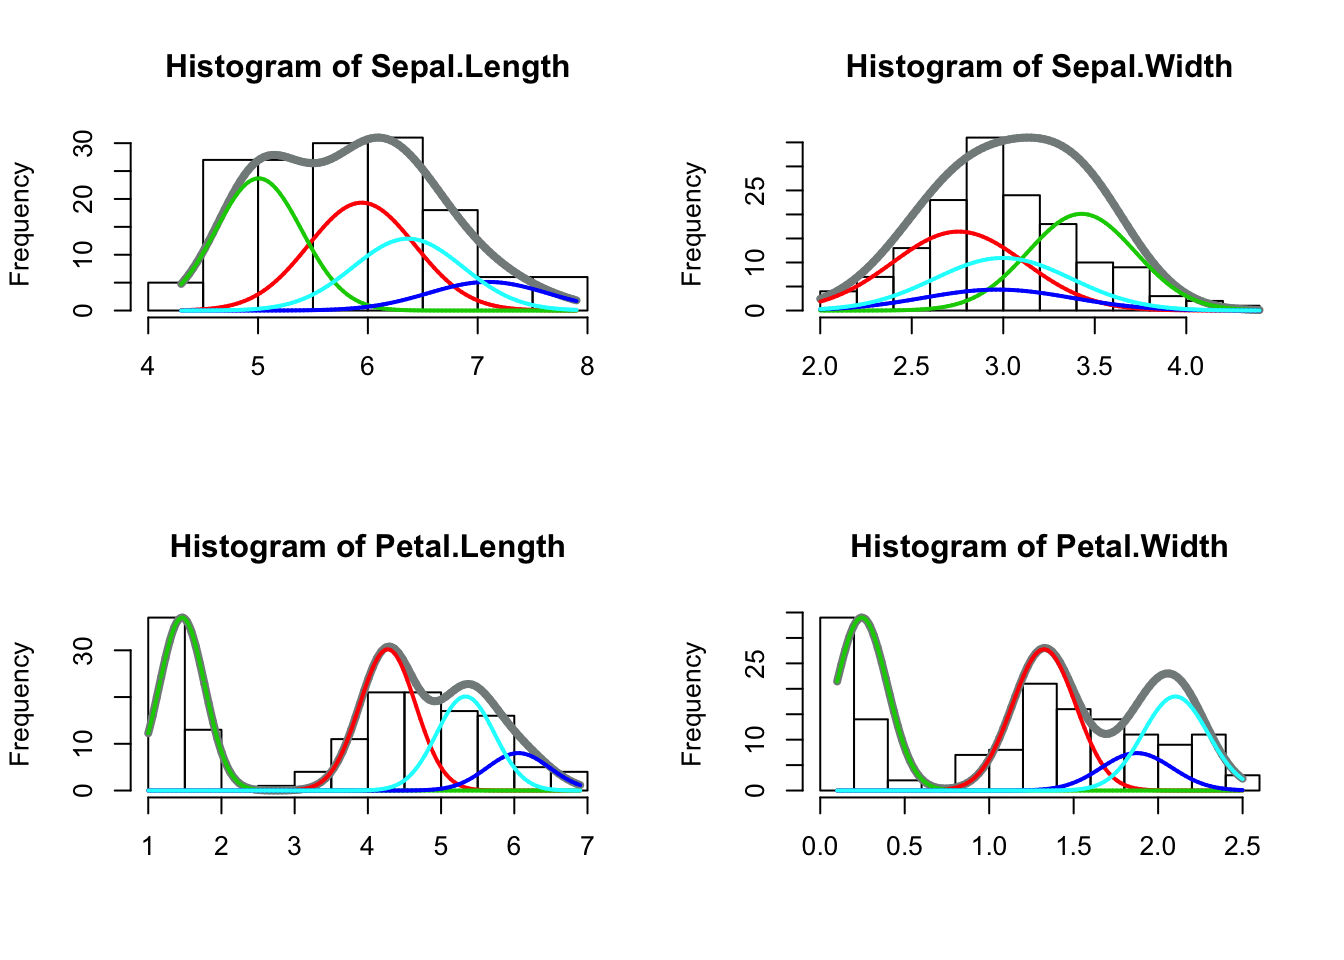 Histogram of Sepal.Length
Frequency
0 10 20 30
4 5 6 7 8
Histogram of Sepal.Width
Frequency
0 10 25
2.0 2.5 3.0 3.5 4.0
Histogram of Petal.Length
Frequency
0 10 30
1 2 3 4 5 6 7
Histogram of Petal.Width
Frequency
0 10 25
0.0 0.5 1.0 1.5 2.0 2.5